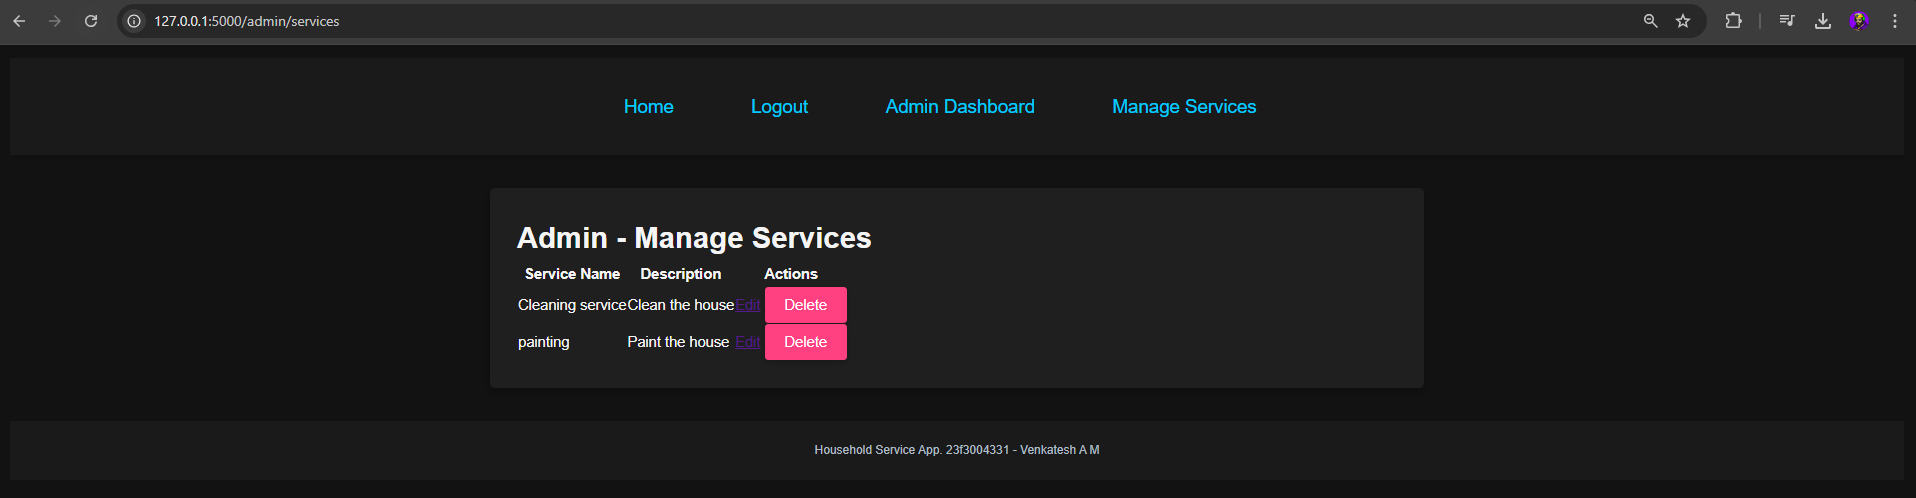 127.0.0.1:5000/admin/services
Home Logout Admin Dashboard Manage Services
Admin - Manage Services
Service Name Description Actions
Cleaning service Clean the house Edit Delete
painting Paint the house Edit Delete
Household Service App. 23f3004331 - Venkatesh A M